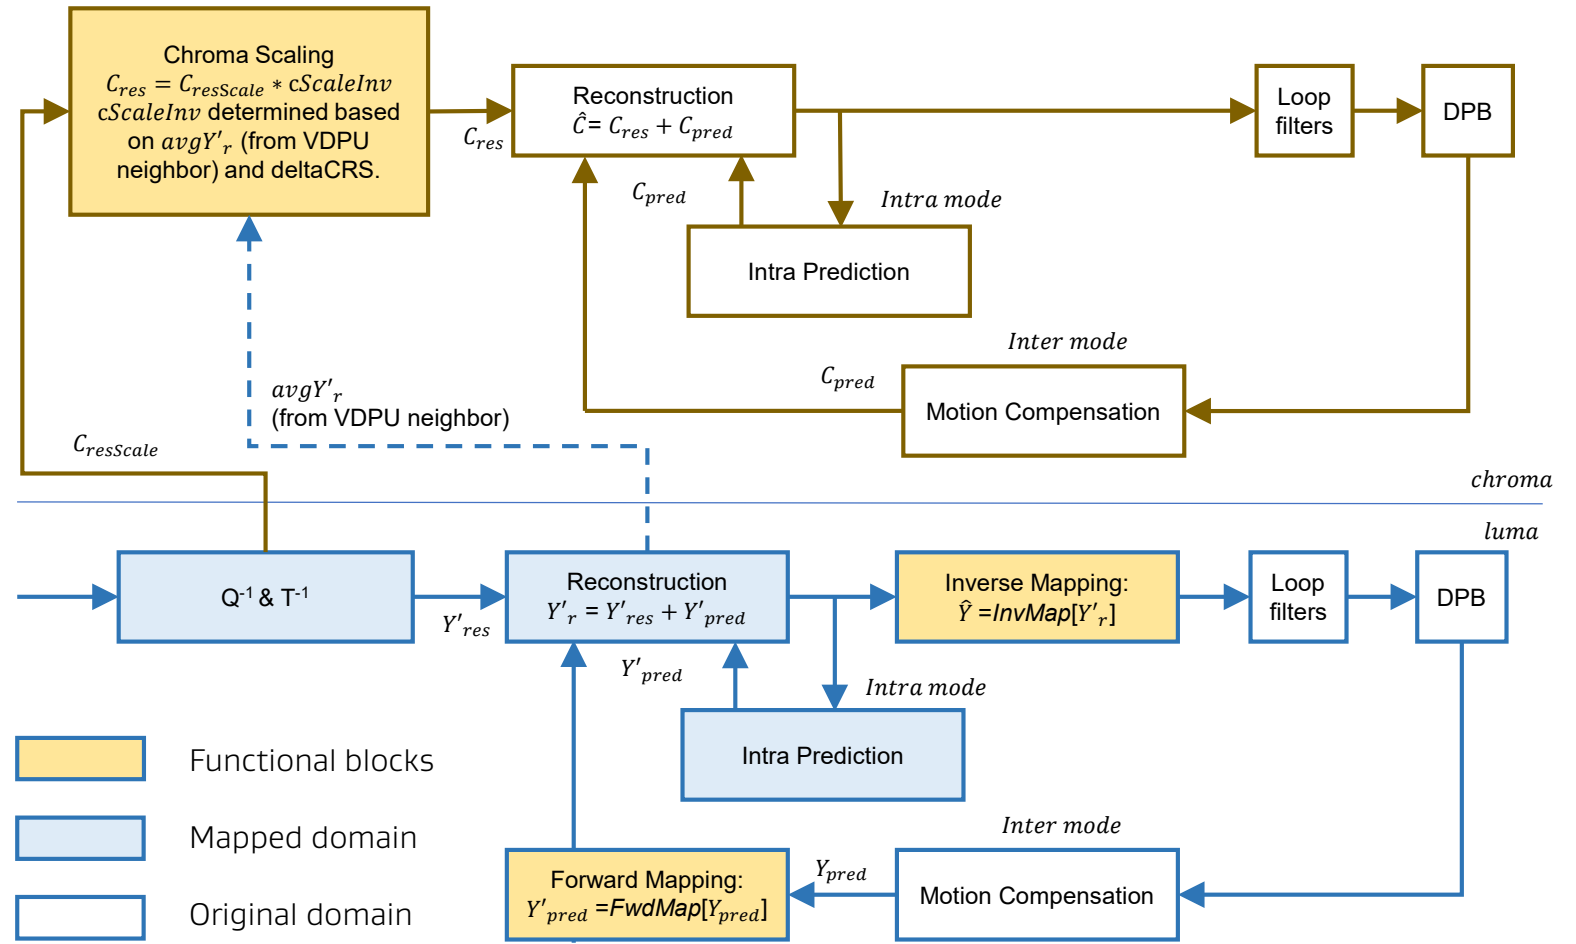 Chroma Scaling
C_res = C_resScale * cScaleInv
cScaleInv determined based
on avgY'_r (from VDPU
neighbor) and deltaCRS.
C_res
Reconstruction
Ĉ = C_res + C_pred
Loop
filters
DPB
C_pred
Intra mode
Intra Prediction
Inter mode
C_pred
Motion Compensation
avgY'_r
(from VDPU neighbor)
C_resScale
chroma
luma
Q⁻¹ & T⁻¹
Y'_res
Reconstruction
Y'_r = Y'_res + Y'_pred
Inverse Mapping:
Ŷ =InvMap[Y'_r]
Loop
filters
DPB
Y'_pred
Intra mode
Intra Prediction
Functional blocks
Mapped domain
Original domain
Inter mode
Forward Mapping:
Y'_pred =FwdMap[Y_pred]
Y_pred
Motion Compensation